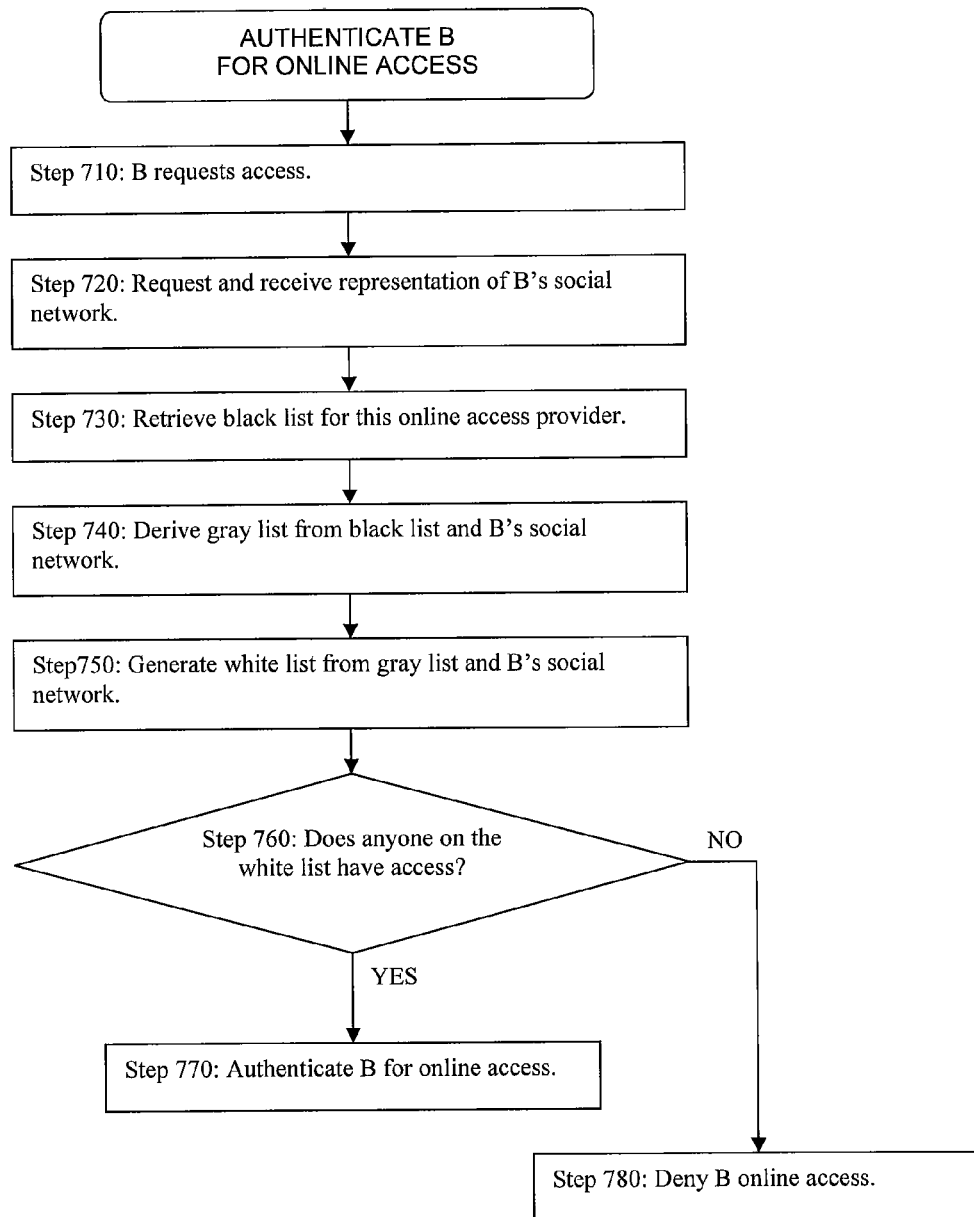 AUTHENTICATE B
FOR ONLINE ACCESS
Step 710: B requests access.
Step 720: Request and receive representation of B's social
network.
Step 730: Retrieve black list for this online access provider.
Step 740: Derive gray list from black list and B's social
network.
Step750: Generate white list from gray list and B's social
network.
Step 760: Does anyone on the
white list have access?
NO
YES
Step 770: Authenticate B for online access.
Step 780: Deny B online access.